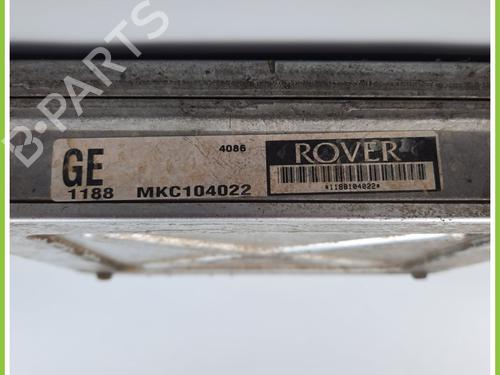 B-PARTS
GE
4086
ROVER
1188 MKC104022
*1188104022*